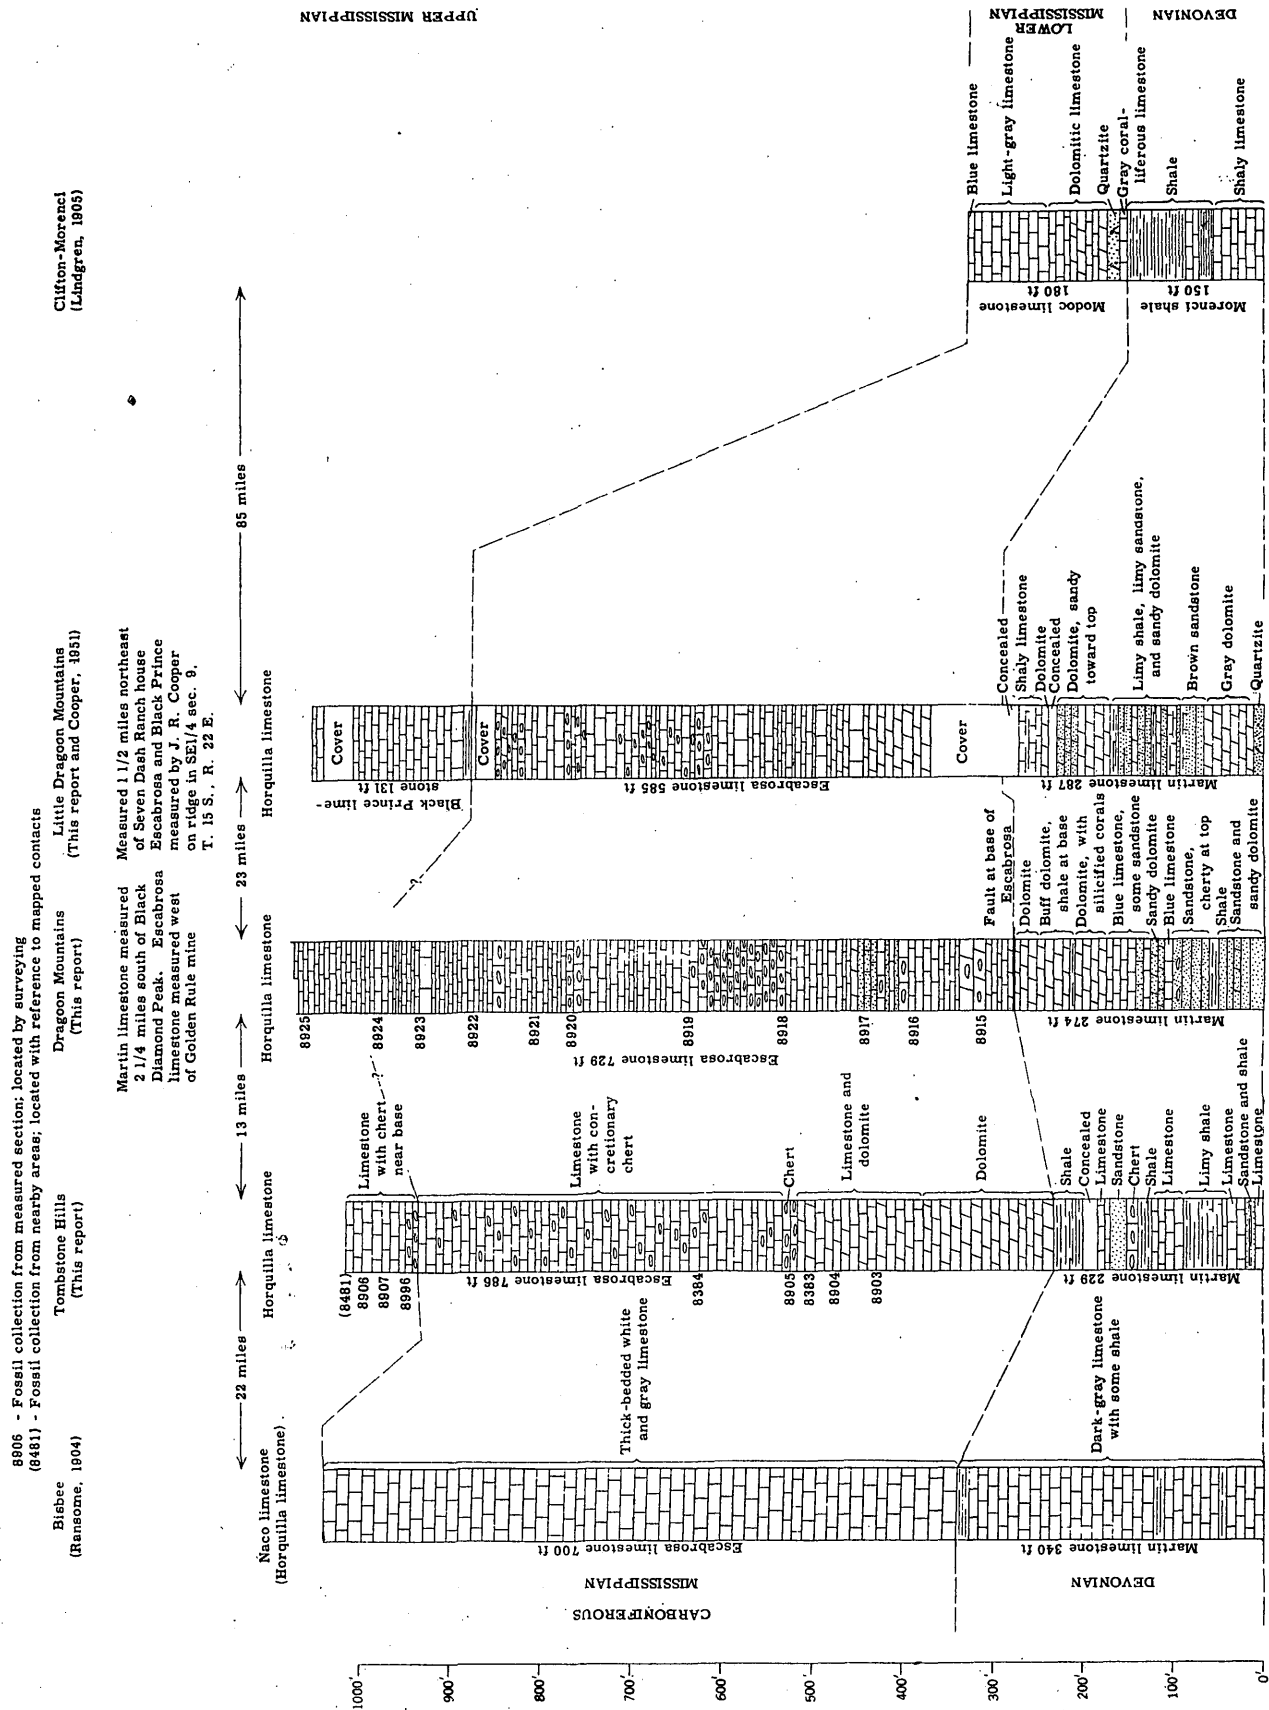 8906 - Fossil collection from measured section; located by surveying
(8481) - Fossil collection from nearby areas; located with reference to mapped contacts
Bisbee
(Ransome, 1904)
Tombstone Hills
(This report)
Dragoon Mountains
(This report)
Little Dragoon Mountains
(This report and Cooper, 1951)
Clifton-Morenci
(Lindgren, 1905)
Martin limestone measured
2 1/4 miles south of Black
Diamond Peak. Escabrosa
limestone measured west
of Golden Rule mine
Measured 1 1/2 miles northeast
of Seven Dash Ranch house
Escabrosa and Black Prince
measured by J. R. Cooper
on ridge in SE1/4 sec. 9,
T. 15 S., R. 22 E.
22 miles
13 miles
23 miles
85 miles
1000'
900'
800'
700'
600'
500'
400'
300'
200'
100'
0'
CARBONIFEROUS
MISSISSIPPIAN
DEVONIAN
Naco limestone
(Horquilla limestone)
Escabrosa limestone 700 ft
Martin limestone 340 ft
Thick-bedded white
and gray limestone
Dark-gray limestone
with some shale
Horquilla limestone
(8481)
8906
8907
8996
8384
8905
8383
8904
8903
Escabrosa limestone 786 ft
Martin limestone 229 ft
Limestone
with chert
near base
?
Limestone
with con-
cretionary
chert
Chert
Limestone and
dolomite
Dolomite
Shale
Concealed
Limestone
Sandstone
Chert
Shale
Limestone
Limy shale
Limestone
Sandstone and shale
Limestone
Horquilla limestone
8925
8924
8923
8922
8921
8920
8919
8918
8917
8916
8915
Escabrosa limestone 729 ft
Martin limestone 274 ft
?
Fault at base of
Escabrosa
Dolomite
Buff dolomite,
shale at base
Dolomite, with
silicified corals
Blue limestone,
some sandstone
Sandy dolomite
Blue limestone
Sandstone,
cherty at top
Shale
Sandstone and
sandy dolomite
Horquilla limestone
Black Prince lime-
stone 131 ft
Escabrosa limestone 585 ft
Martin limestone 287 ft
Cover
Cover
Cover
Concealed
Shaly limestone
Dolomite
Concealed
Dolomite, sandy
toward top
Limy shale, limy sandstone,
and sandy dolomite
Brown sandstone
Gray dolomite
Quartzite
Modoc limestone
180 ft
Morenci shale
150 ft
Blue limestone
Light-gray limestone
Dolomitic limestone
Quartzite
Gray coral-
liferous limestone
Shale
Shaly limestone
UPPER MISSISSIPPIAN
LOWER
MISSISSIPPIAN
DEVONIAN